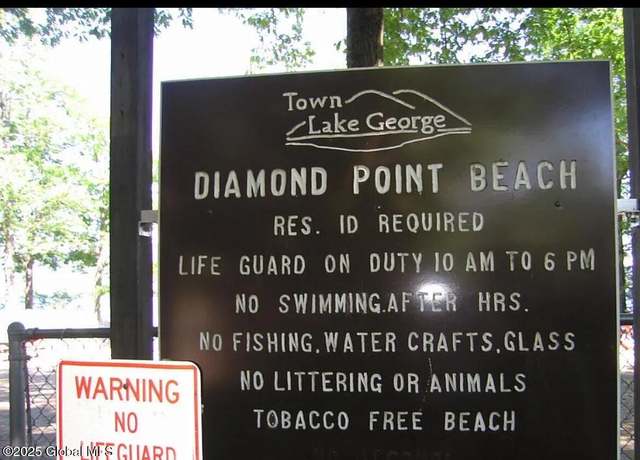 Town
Lake George
DIAMOND POINT BEACH
RES. ID REQUIRED
LIFE GUARD ON DUTY 10 AM TO 6 PM
NO SWIMMING.AFTER HRS.
NO FISHING,WATER CRAFTS,GLASS
NO LITTERING OR ANIMALS
TOBACCO FREE BEACH
WARNING
NO
LIFEGUARD
©2025 Global MLS